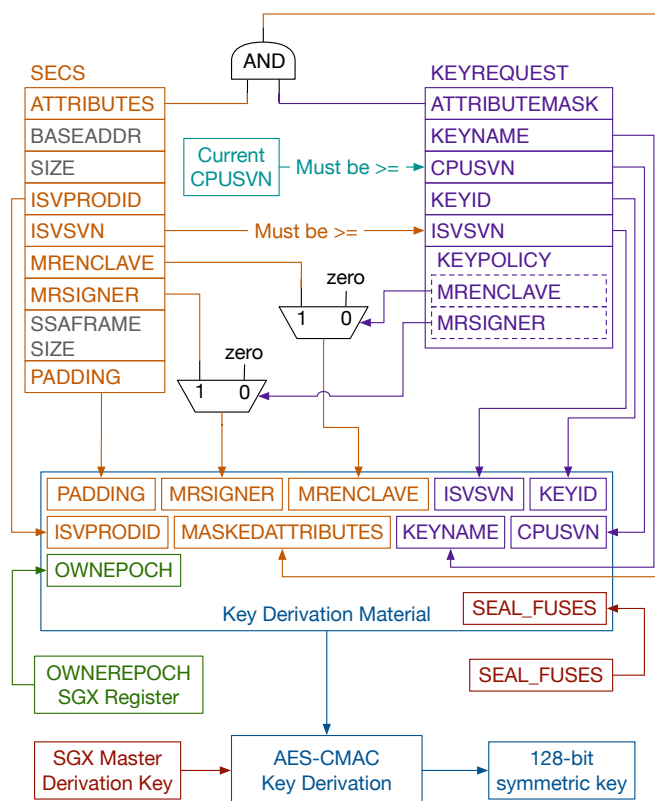 AND
SECS
KEYREQUEST
ATTRIBUTES
ATTRIBUTEMASK
BASEADDR
KEYNAME
SIZE
Current
CPUSVN
Must be >=
CPUSVN
ISVPRODID
KEYID
ISVSVN
Must be >=
ISVSVN
MRENCLAVE
KEYPOLICY
MRSIGNER
zero
MRENCLAVE
1 0
MRSIGNER
SSAFRAME
SIZE
zero
PADDING
1 0
PADDING
MRSIGNER
MRENCLAVE
ISVSVN
KEYID
ISVPRODID
MASKEDATTRIBUTES
KEYNAME
CPUSVN
OWNEPOCH
SEAL_FUSES
Key Derivation Material
OWNEREPOCH
SGX Register
SEAL_FUSES
SGX Master
Derivation Key
AES-CMAC
Key Derivation
128-bit
symmetric key